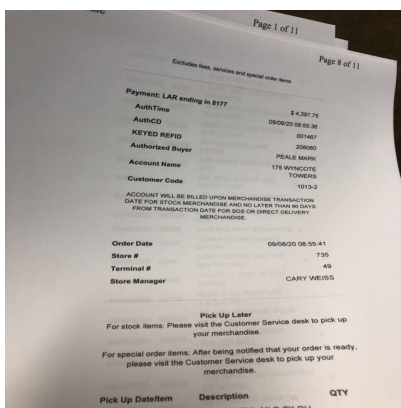 Page 1 of 11
Page 8 of 11
Excludes fees, services and special order items
Payment: LAR ending in 5177 $ 4,397.75
AuthTime 09/08/20 08:55:36
AuthCD 001467
KEYED REFID 208060
Authorized Buyer PEALE MARK
Account Name 175 WYNCOTE
TOWERS
Customer Code 1013-2
ACCOUNT WILL BE BILLED UPON MERCHANDISE TRANSACTION
DATE FOR STOCK MERCHANDISE AND NO LATER THAN 90 DAYS
FROM TRANSACTION DATE FOR SOS OR DIRECT DELIVERY
MERCHANDISE.
Order Date 09/08/20 08:55:41
Store # 735
Terminal # 49
Store Manager CARY WEISS
Pick Up Later
For stock items: Please visit the Customer Service desk to pick up
your merchandise.
For special order items: After being notified that your order is ready,
please visit the Customer Service desk to pick up your
merchandise.
Pick Up DateItem Description QTY